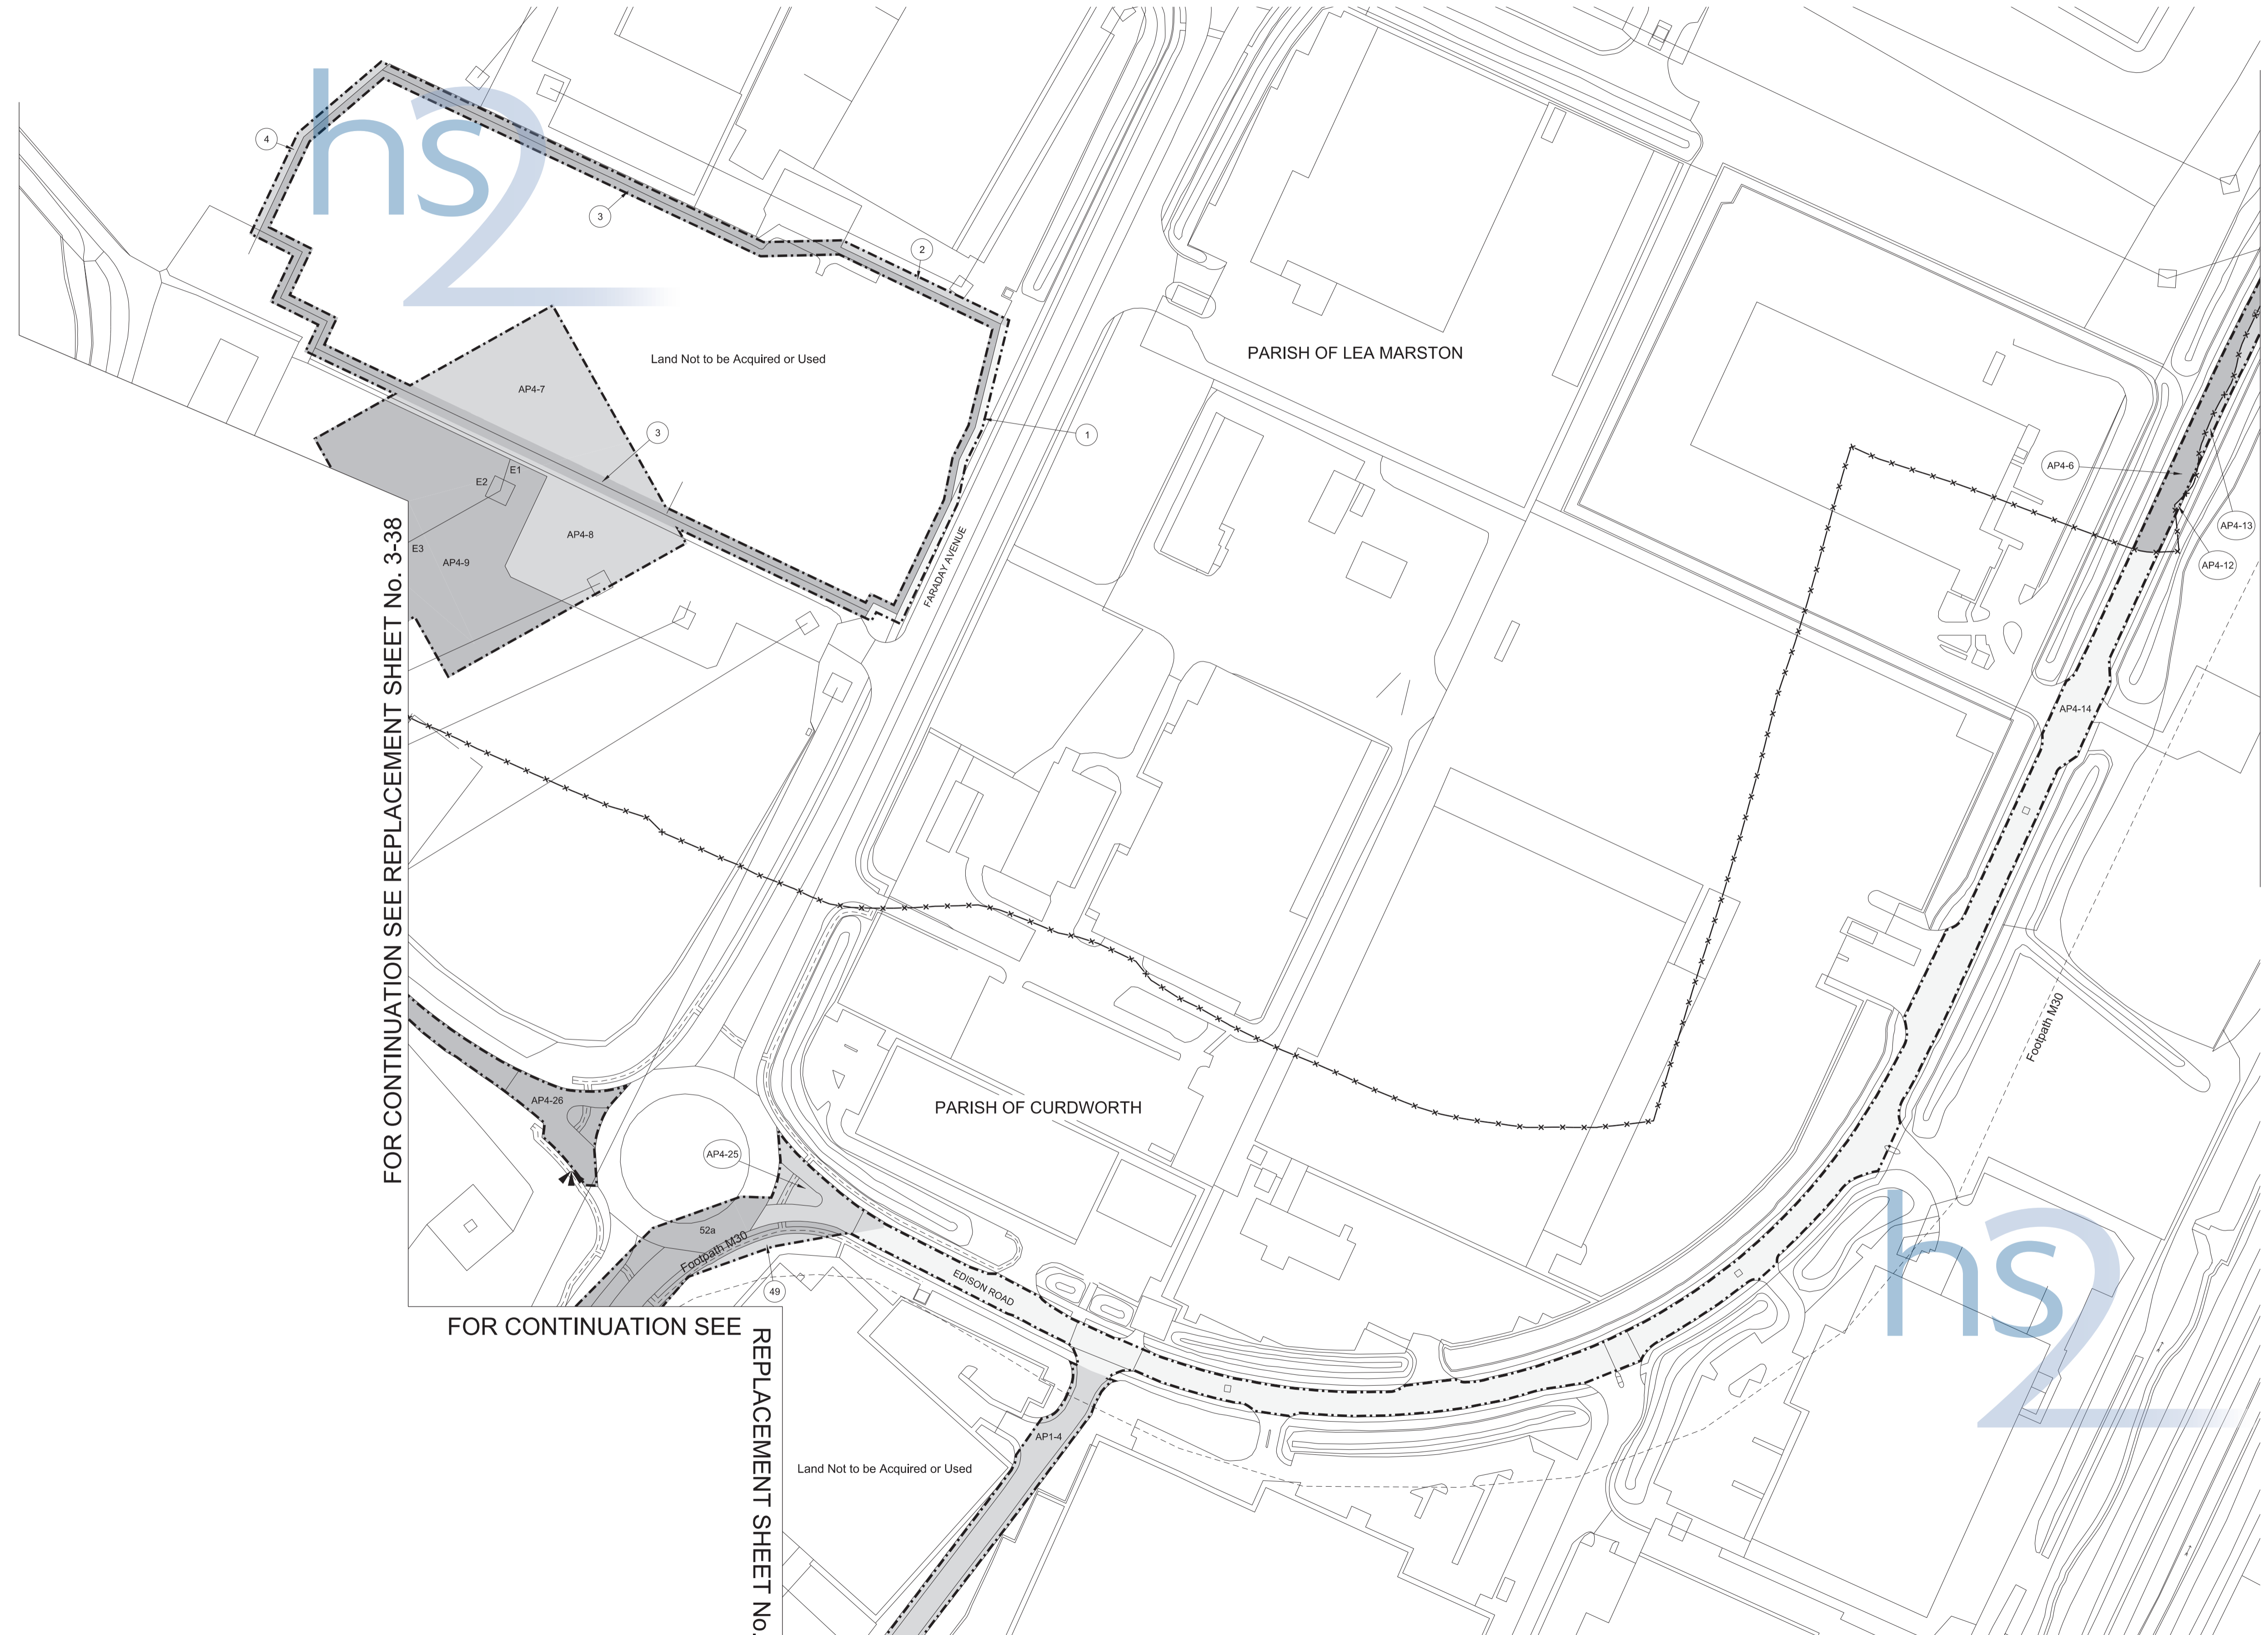 hs2
4
3
2
Land Not to be Acquired or Used
PARISH OF LEA MARSTON
AP4-7
3
1
AP4-6
E1
E2
AP4-13
AP4-8
E3
AP4-9
AP4-12
FARADAY AVENUE
FOR CONTINUATION SEE REPLACEMENT SHEET No. 3-38
AP4-14
Footpath M30
AP4-26
PARISH OF CURDWORTH
AP4-25
52a
Footpath M30
49
EDISON ROAD
hs2
FOR CONTINUATION SEE
REPLACEMENT SHEET No.
AP1-4
Land Not to be Acquired or Used